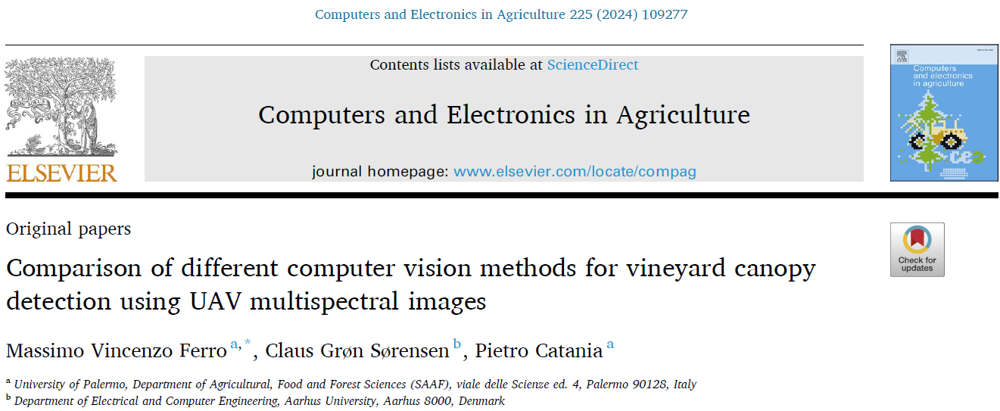 Computers and Electronics in Agriculture 225 (2024) 109277
Contents lists available at ScienceDirect
Computers and Electronics in Agriculture
journal homepage: www.elsevier.com/locate/compag
ELSEVIER
Computers
and electronics
in agriculture
Original papers
Check for
updates
Comparison of different computer vision methods for vineyard canopy
detection using UAV multispectral images
Massimo Vincenzo Ferro a,*, Claus Grøn Sørensen b, Pietro Catania a
a University of Palermo, Department of Agricultural, Food and Forest Sciences (SAAF), viale delle Scienze ed. 4, Palermo 90128, Italy
b Department of Electrical and Computer Engineering, Aarhus University, Aarhus 8000, Denmark